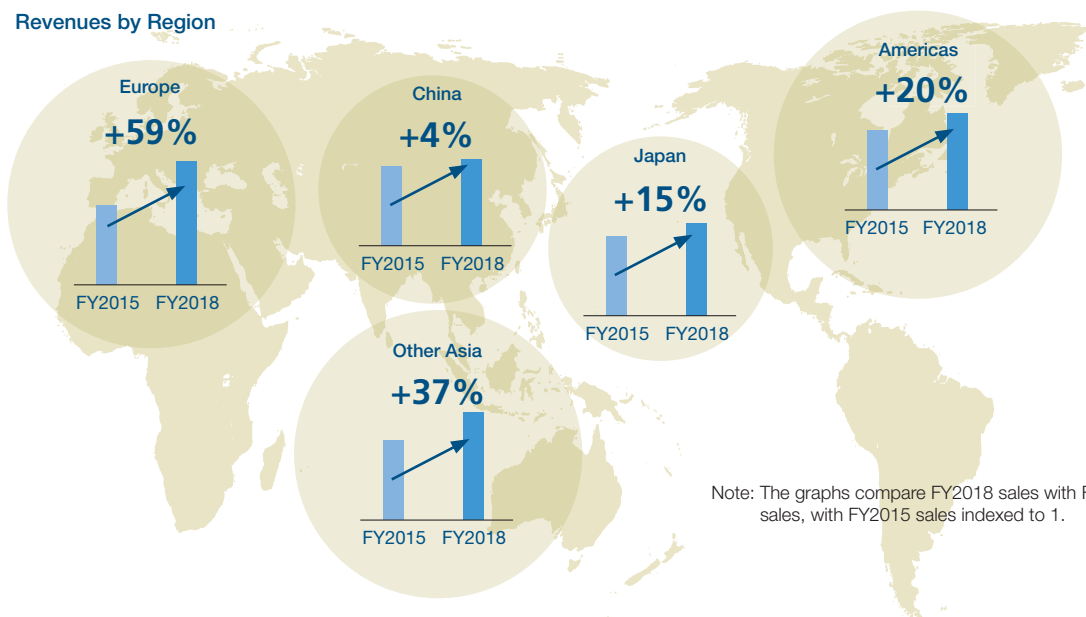 Revenues by Region
Europe
+59%
FY2015 FY2018
China
+4%
FY2015 FY2018
Japan
+15%
FY2015 FY2018
Americas
+20%
FY2015 FY2018
Other Asia
+37%
FY2015 FY2018
Note: The graphs compare FY2018 sales with
sales, with FY2015 sales indexed to 1.